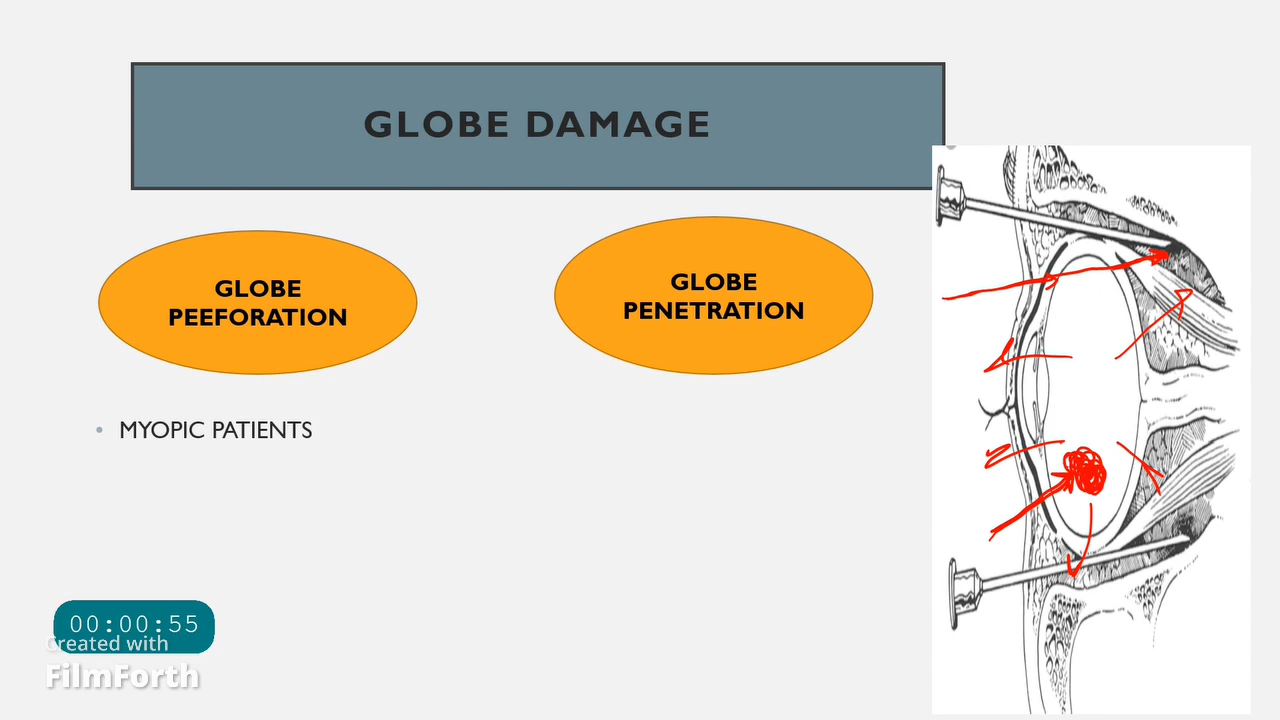 GLOBE DAMAGE
GLOBE
PEEFORATION
GLOBE
PENETRATION
• MYOPIC PATIENTS
00:00:55
Created with
FilmForth